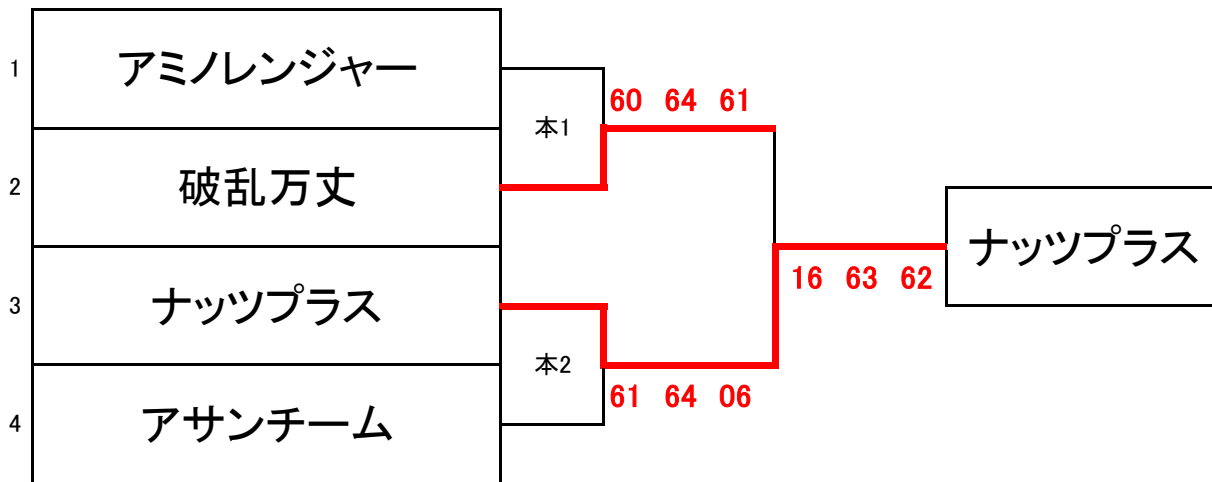 1 アミノレンジャー
60 64 61
本1
2 破乱万丈
ナッツプラス
16 63 62
3 ナッツプラス
本2
61 64 06
4 アサンチーム